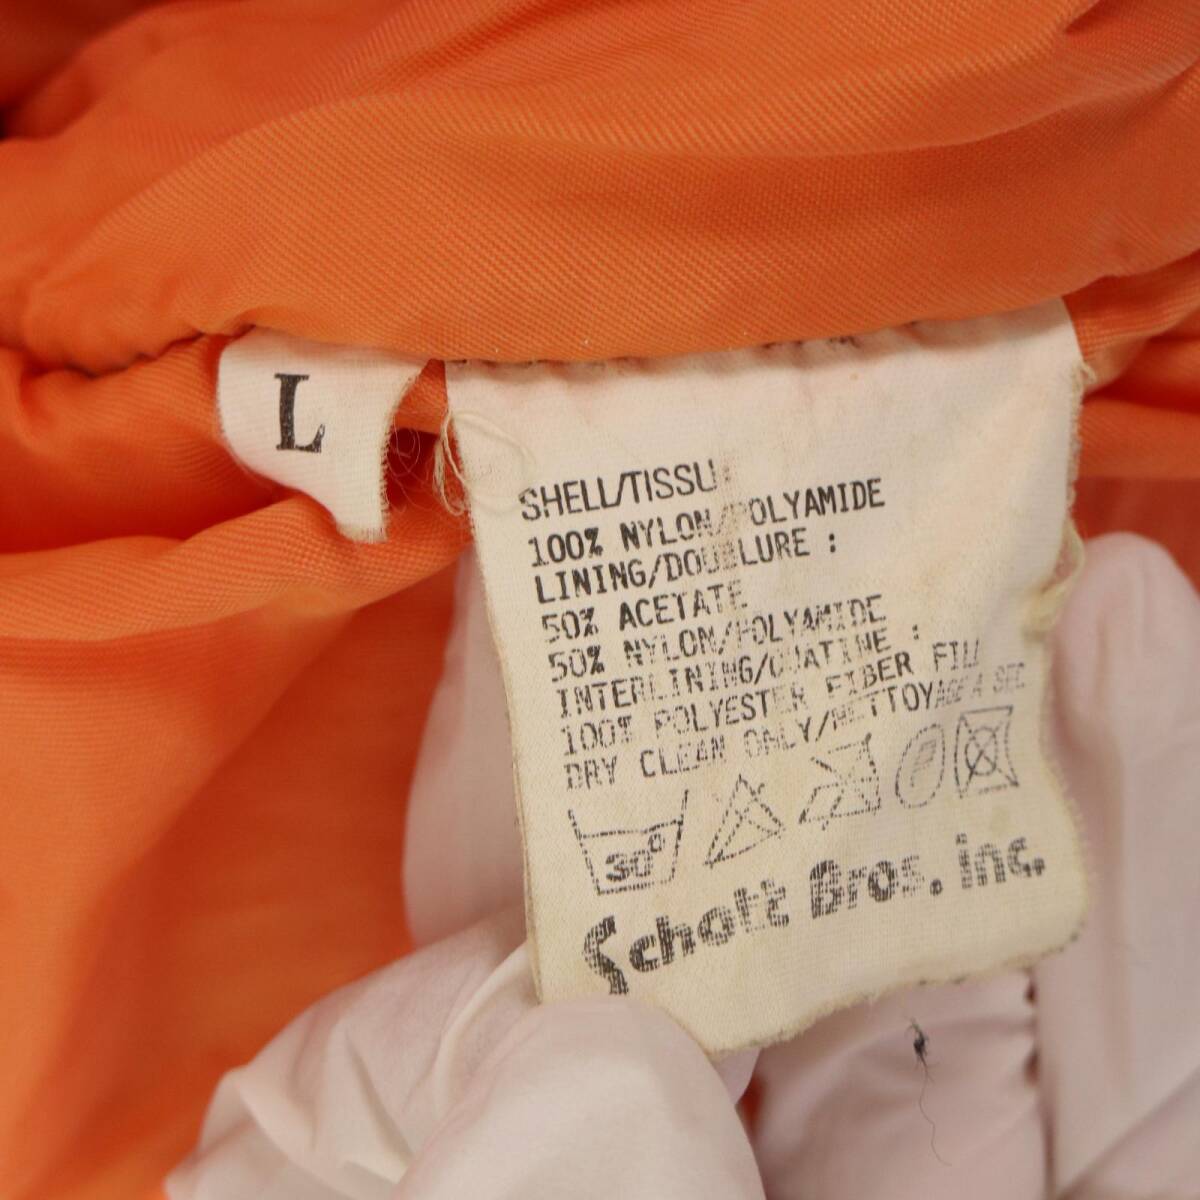 L
SHELL/TISSU:
100% NYLON/POLYAMIDE
LINING/DOUBLURE :
50% ACETATE
50% NYLON/POLYAMIDE
INTERLINING/OUATINE :
100% POLYESTER FIBER FILL
DRY CLEAN ONLY/NETTOYAGE A SEC
30°
Schott Bros. inc.